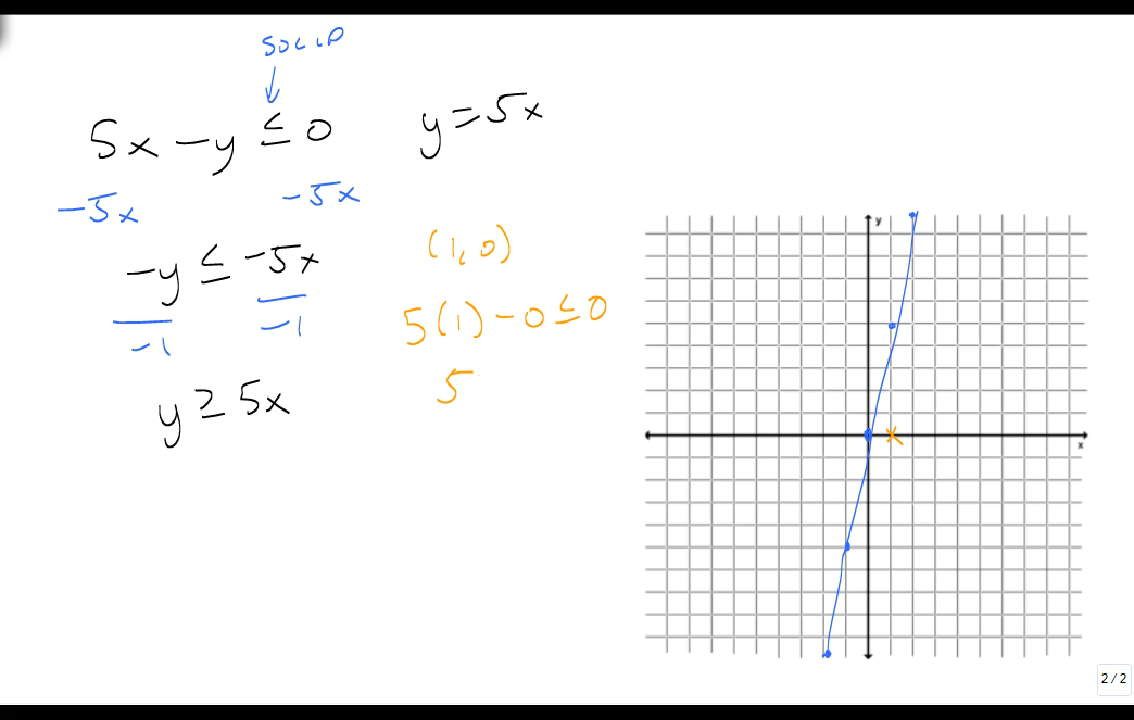 SOLID
5x - y ≤ 0
y = 5x
-5x -5x
-y ≤ -5x
-1 -1
y ≥ 5x
(1, 0)
5(1) - 0 ≤ 0
5
y
x
x
2/2